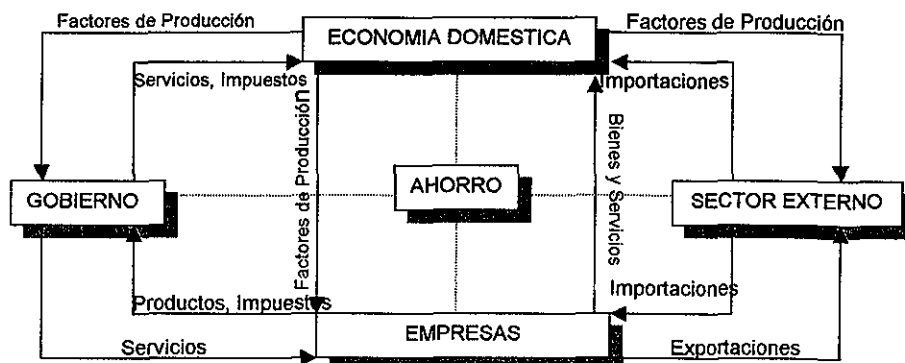 Factores de Producción
ECONOMIA DOMESTICA
Factores de Producción
Servicios, Impuestos
Importaciones
Factores de Producción
Bienes y Servicios
GOBIERNO
AHORRO
SECTOR EXTERNO
Productos, Impuestos
Importaciones
EMPRESAS
Servicios
Exportaciones